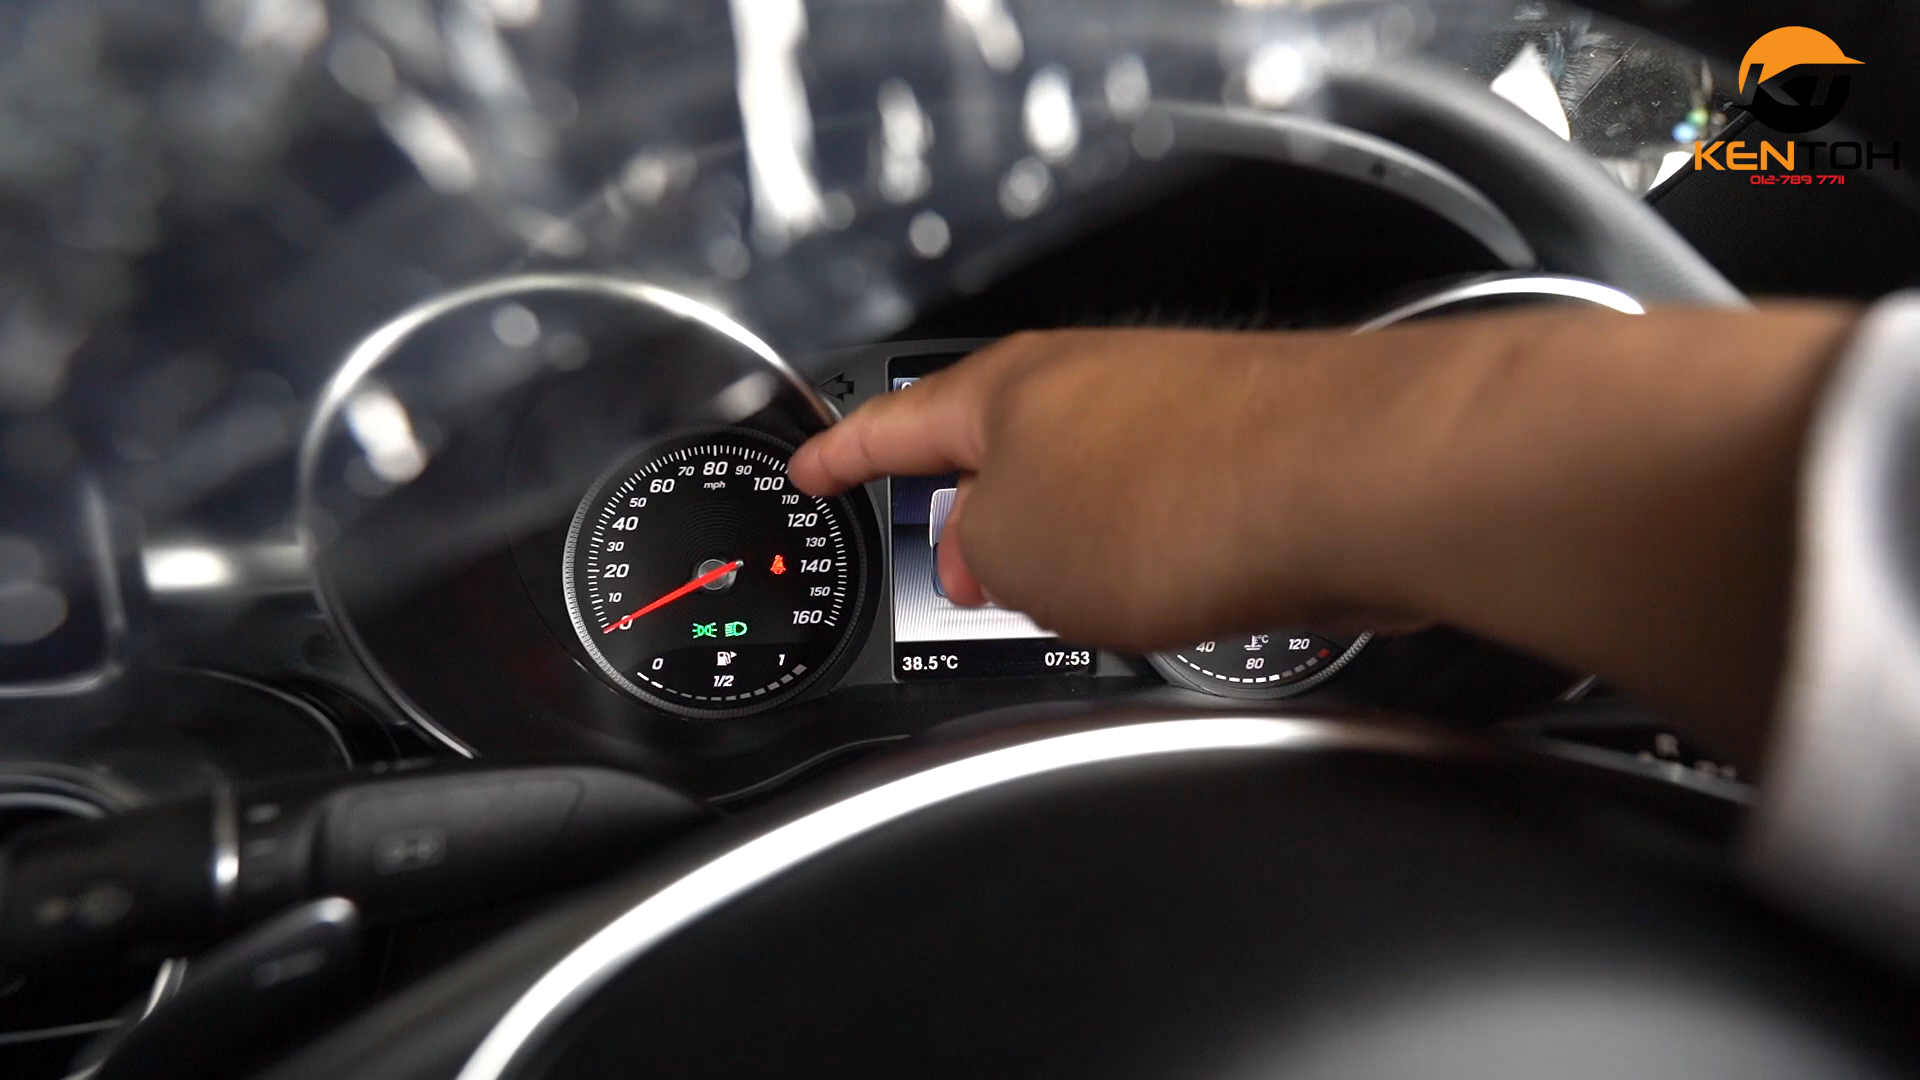 KT
KENTOH
012-789 7711
70 80 90
60 mph 100
50 110
40 120
30 130
20 140
10 150
0 160
0 1
1/2
38.5°C 07:53
40 °C 120
80